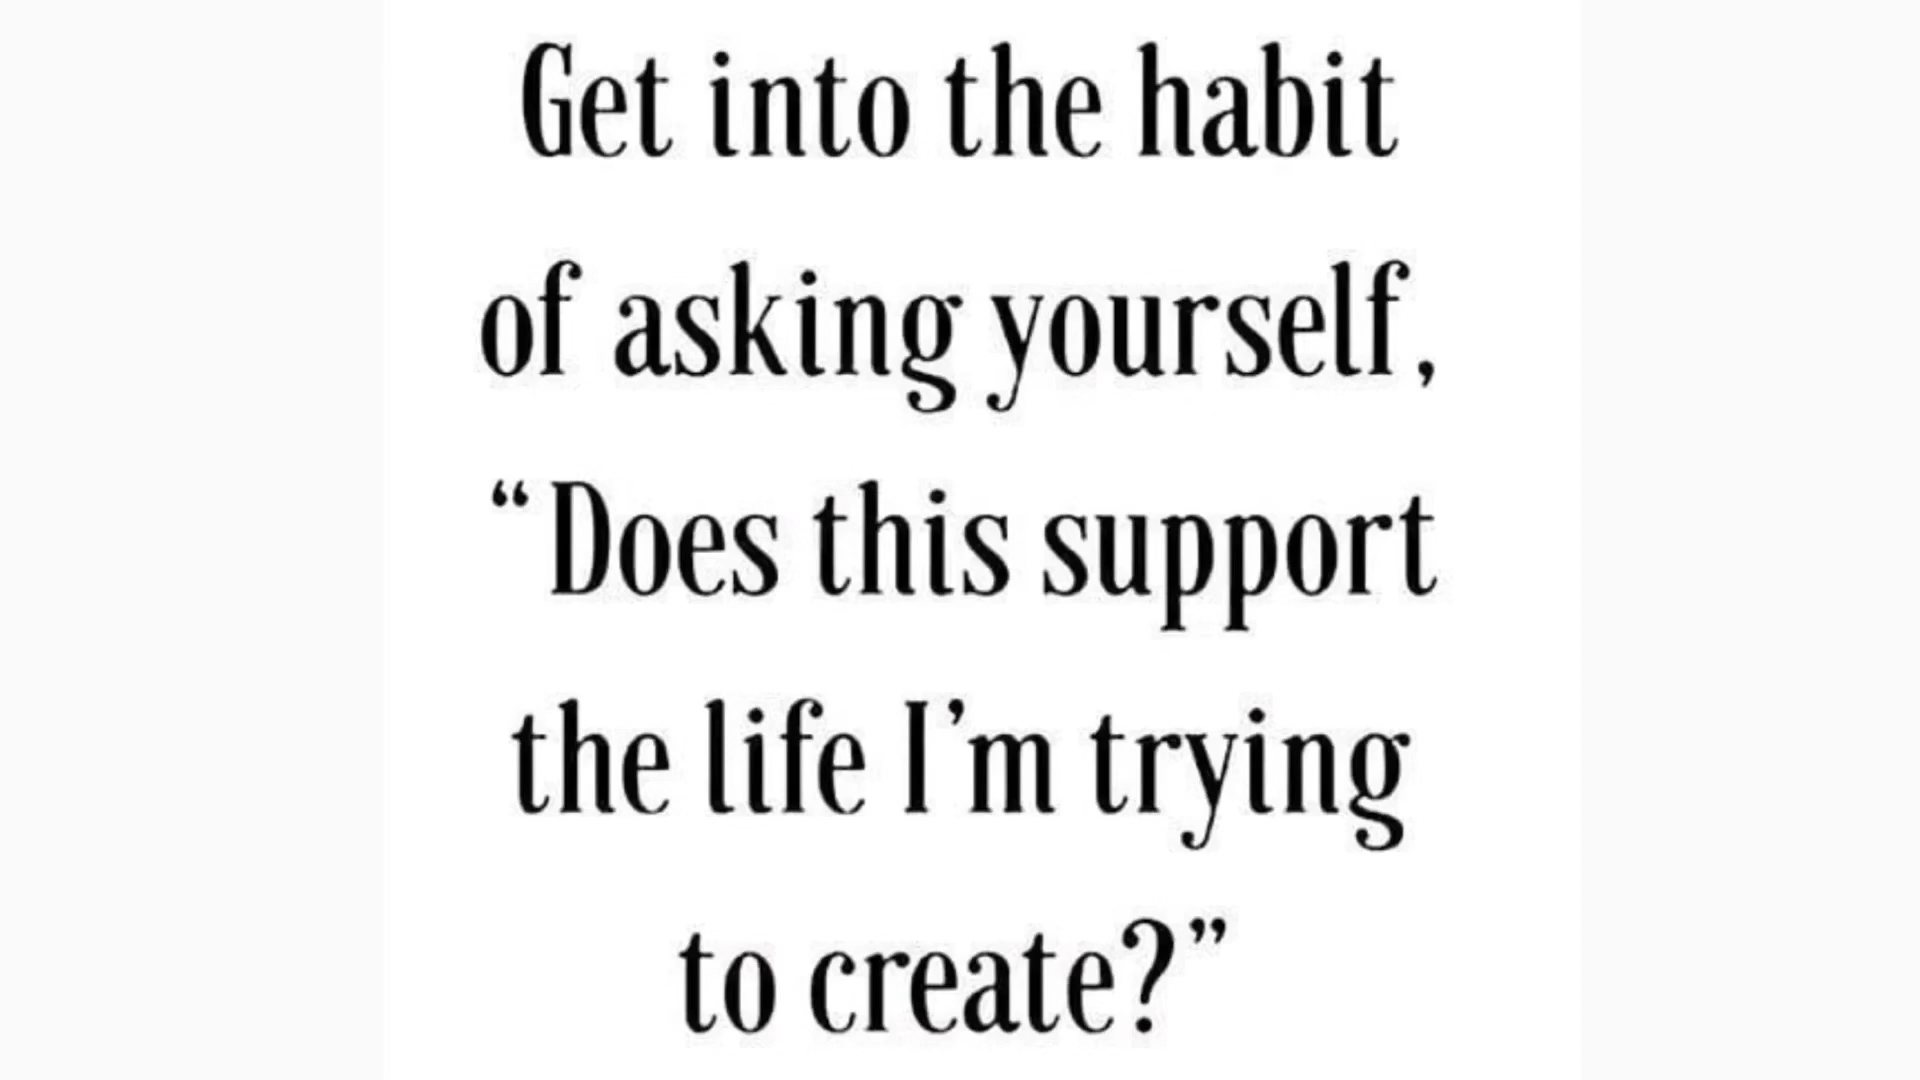 Get into the habit
of asking yourself,
“Does this support
the life I’m trying
to create?”